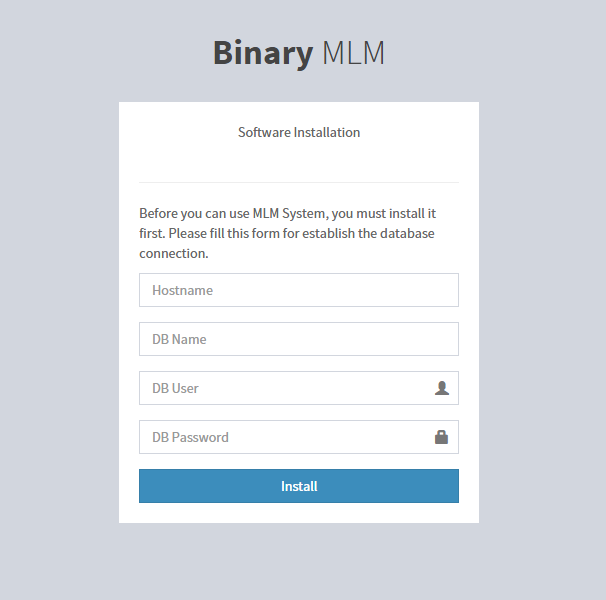 Binary MLM
Software Installation
Before you can use MLM System, you must install it
first. Please fill this form for establish the database
connection.
Hostname
DB Name
DB User
DB Password
Install